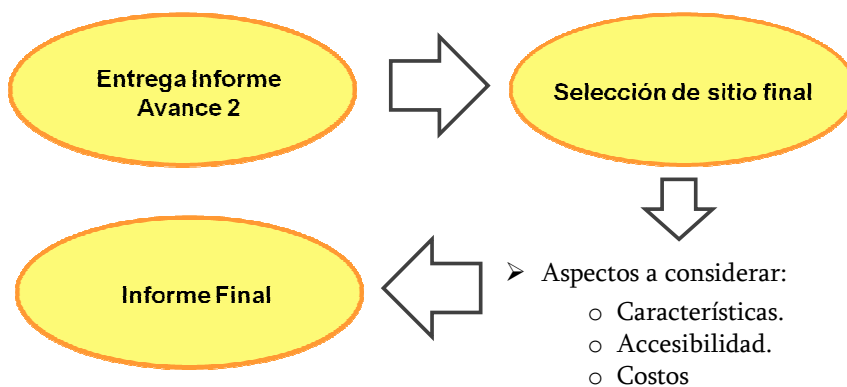 Entrega Informe
Avance 2
Selección de sitio final
➢ Aspectos a considerar:
o Características.
o Accesibilidad.
o Costos
Informe Final